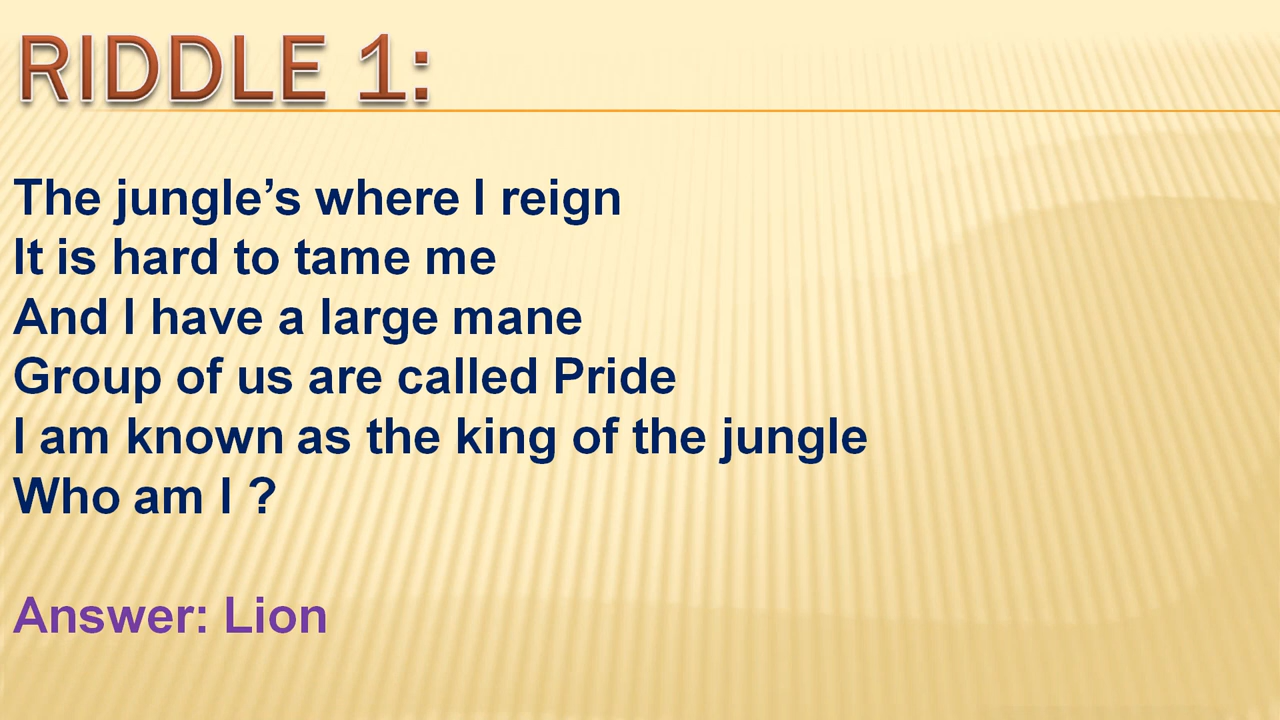 RIDDLE 1:
The jungle’s where I reign
It is hard to tame me
And I have a large mane
Group of us are called Pride
I am known as the king of the jungle
Who am I ?
Answer: Lion